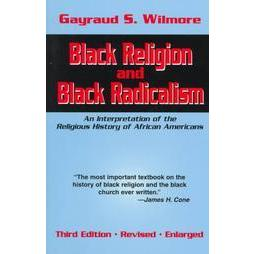 Gayraud S. Wilmore
Black Religion
and
Black Radicalism
An Interpretation of the
Religious History of African Americans
"The most important textbook on the
history of black religion and the black
church ever written."
—James H. Cone
Third Edition • Revised • Enlarged